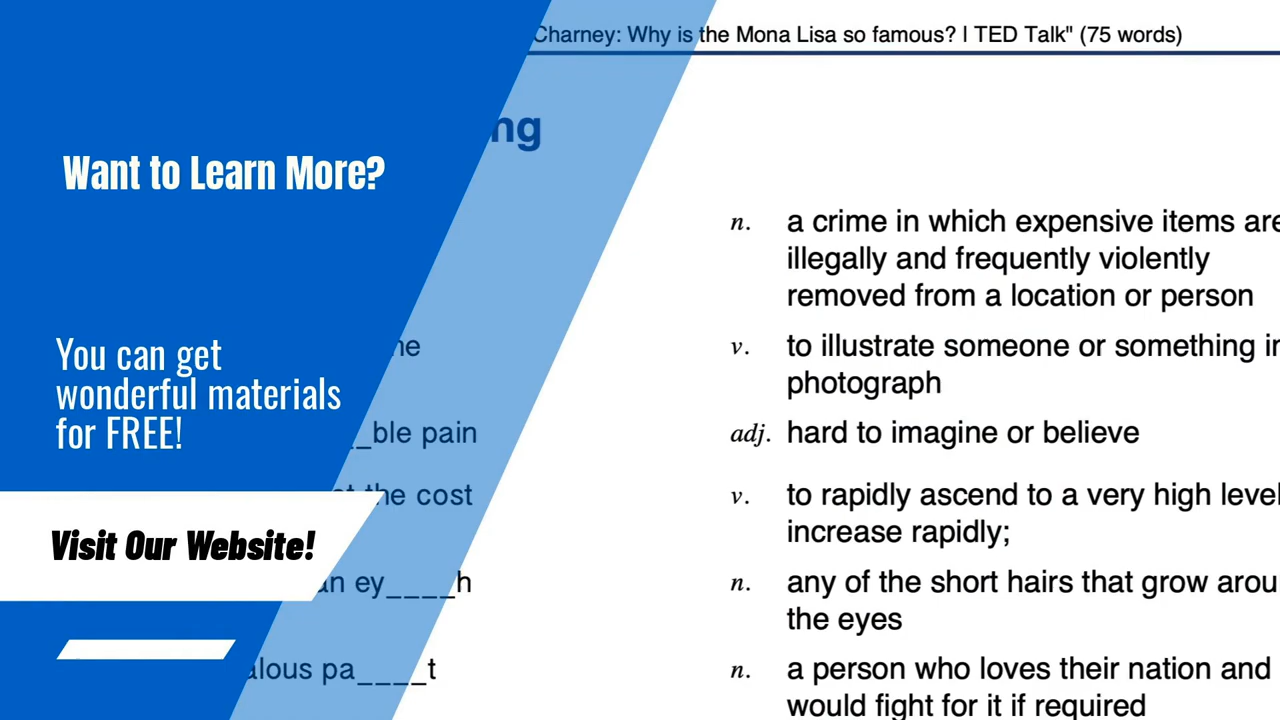 Charney: Why is the Mona Lisa so famous? | TED Talk" (75 words)
Want to Learn More?
You can get
wonderful materials
for FREE!
Visit Our Website!
n. a crime in which expensive items are
illegally and frequently violently
removed from a location or person
v. to illustrate someone or something in
photograph
__ble pain
adj. hard to imagine or believe
the cost
v. to rapidly ascend to a very high level
increase rapidly;
an ey____h
n. any of the short hairs that grow
the eyes
alous pa____t
n. a person who loves their nation and
would fight for it if required